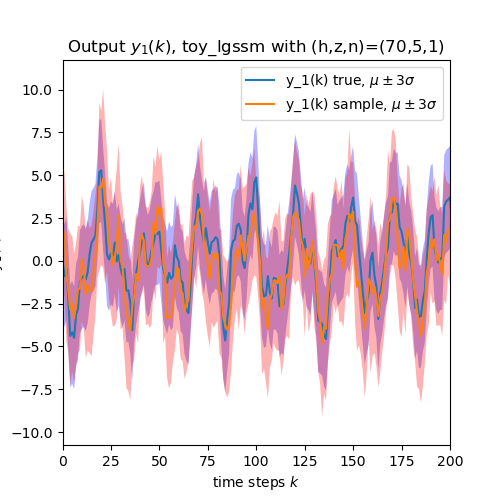 Output y₁(k), toy_lgssm with (h,z,n)=(70,5,1)
y_1(k) true, μ ± 3σ
y_1(k) sample, μ ± 3σ
10.0
7.5
5.0
2.5
0.0
−2.5
−5.0
−7.5
−10.0
0 25 50 75 100 125 150 175 200
time steps k